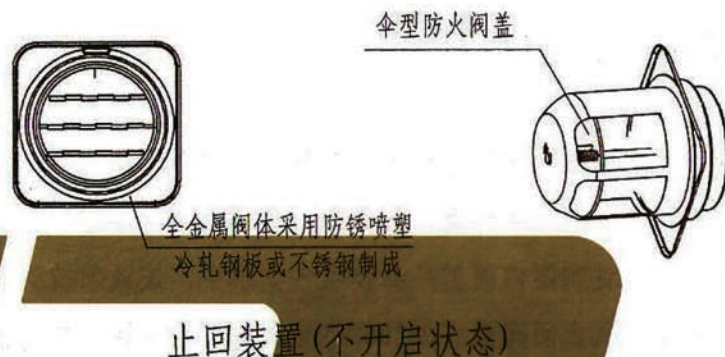 伞型防火阀盖
全金属阀体采用防锈喷塑
冷轧钢板或不锈钢制成
止回装置(不开启状态)